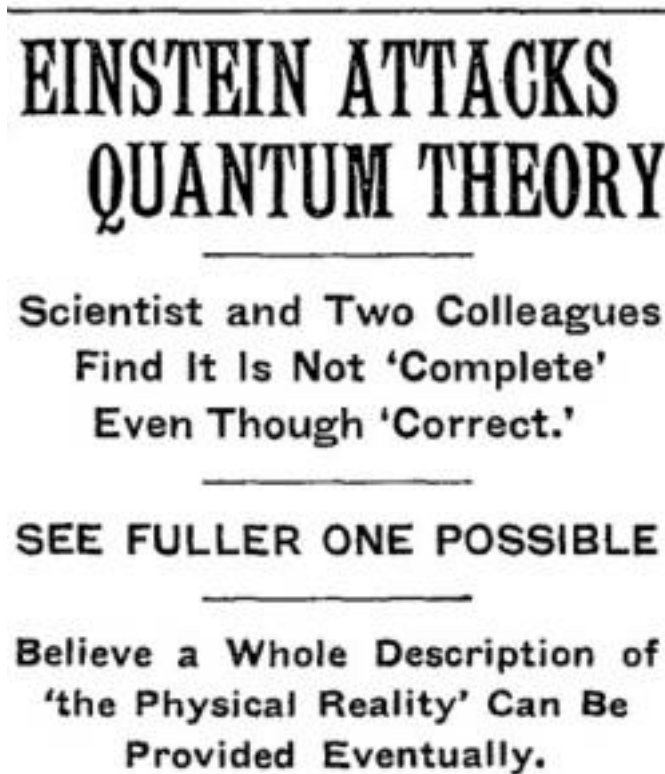 EINSTEIN ATTACKS
QUANTUM THEORY
Scientist and Two Colleagues
Find It Is Not ‘Complete’
Even Though ‘Correct.’
SEE FULLER ONE POSSIBLE
Believe a Whole Description of
‘the Physical Reality’ Can Be
Provided Eventually.